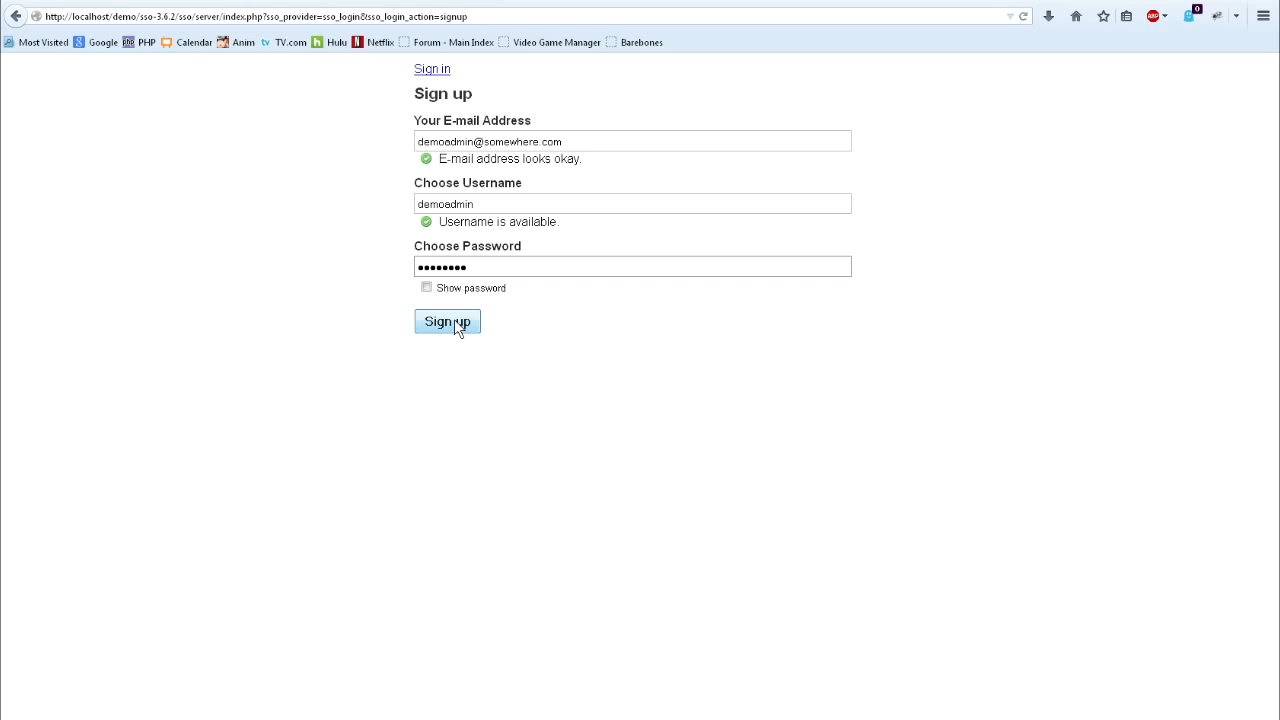 http://localhost/demo/sso-3.6.2/sso/server/index.php?sso_provider=sso_login&sso_login_action=signup
0
ABP
Most Visited Google PHP Calendar Anim TV.com Hulu Netflix Forum - Main Index Video Game Manager Barebones
Sign in
Sign up
Your E-mail Address
demoadmin@somewhere.com
E-mail address looks okay.
Choose Username
demoadmin
Username is available.
Choose Password
••••••••
Show password
Sign up